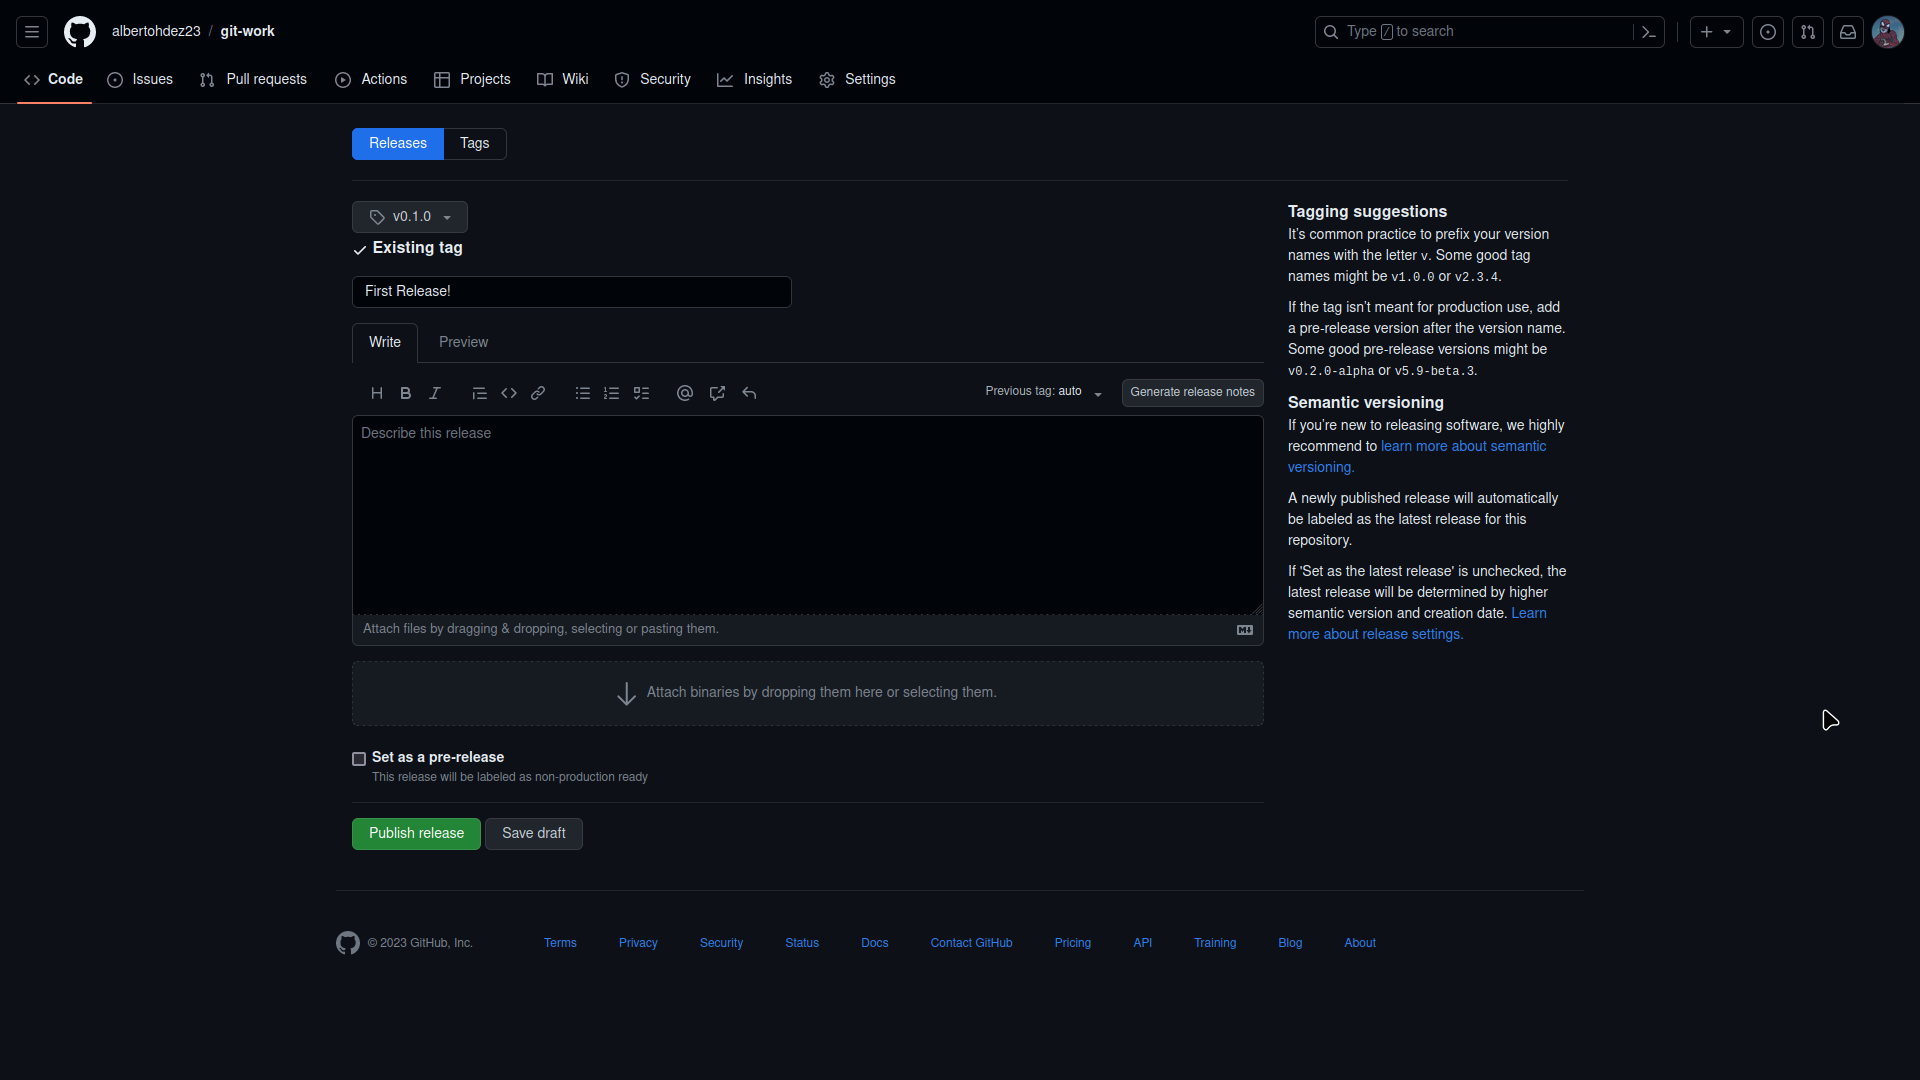 albertohdez23 / git-work
Type / to search
Code Issues Pull requests Actions Projects Wiki Security Insights Settings
Releases Tags
v0.1.0
Existing tag
First Release!
Write Preview
H B I
Previous tag: auto
Generate release notes
Describe this release
Attach files by dragging & dropping, selecting or pasting them.
Attach binaries by dropping them here or selecting them.
Set as a pre-release
This release will be labeled as non-production ready
Publish release Save draft
Tagging suggestions
It’s common practice to prefix your version
names with the letter v. Some good tag
names might be v1.0.0 or v2.3.4.
If the tag isn’t meant for production use, add
a pre-release version after the version name.
Some good pre-release versions might be
v0.2.0-alpha or v5.9-beta.3.
Semantic versioning
If you’re new to releasing software, we highly
recommend to learn more about semantic
versioning.
A newly published release will automatically
be labeled as the latest release for this
repository.
If 'Set as the latest release' is unchecked, the
latest release will be determined by higher
semantic version and creation date. Learn
more about release settings.
© 2023 GitHub, Inc. Terms Privacy Security Status Docs Contact GitHub Pricing API Training Blog About